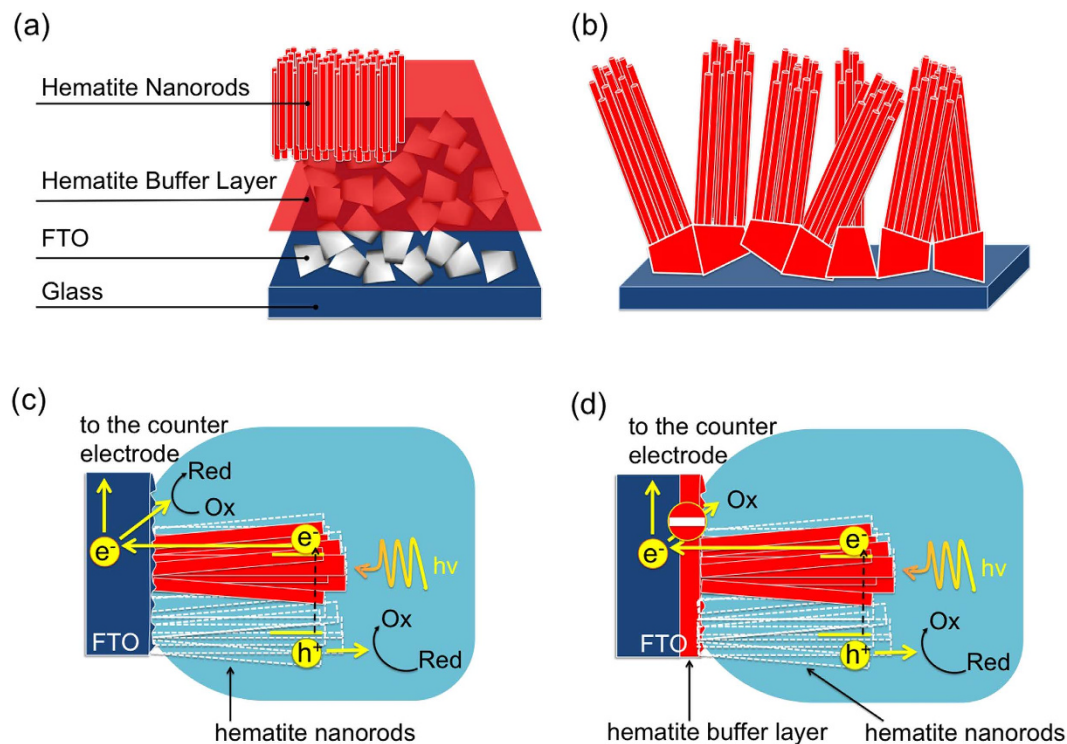 (a)
Hematite Nanorods
Hematite Buffer Layer
FTO
Glass
(b)
(c)
to the counter
electrode
Red
Ox
e-
e-
hv
FTO
h+
Ox
Red
hematite nanorods
(d)
to the counter
electrode
Ox
e-
e-
hv
FTO
h+
Ox
Red
hematite buffer layer
hematite nanorods